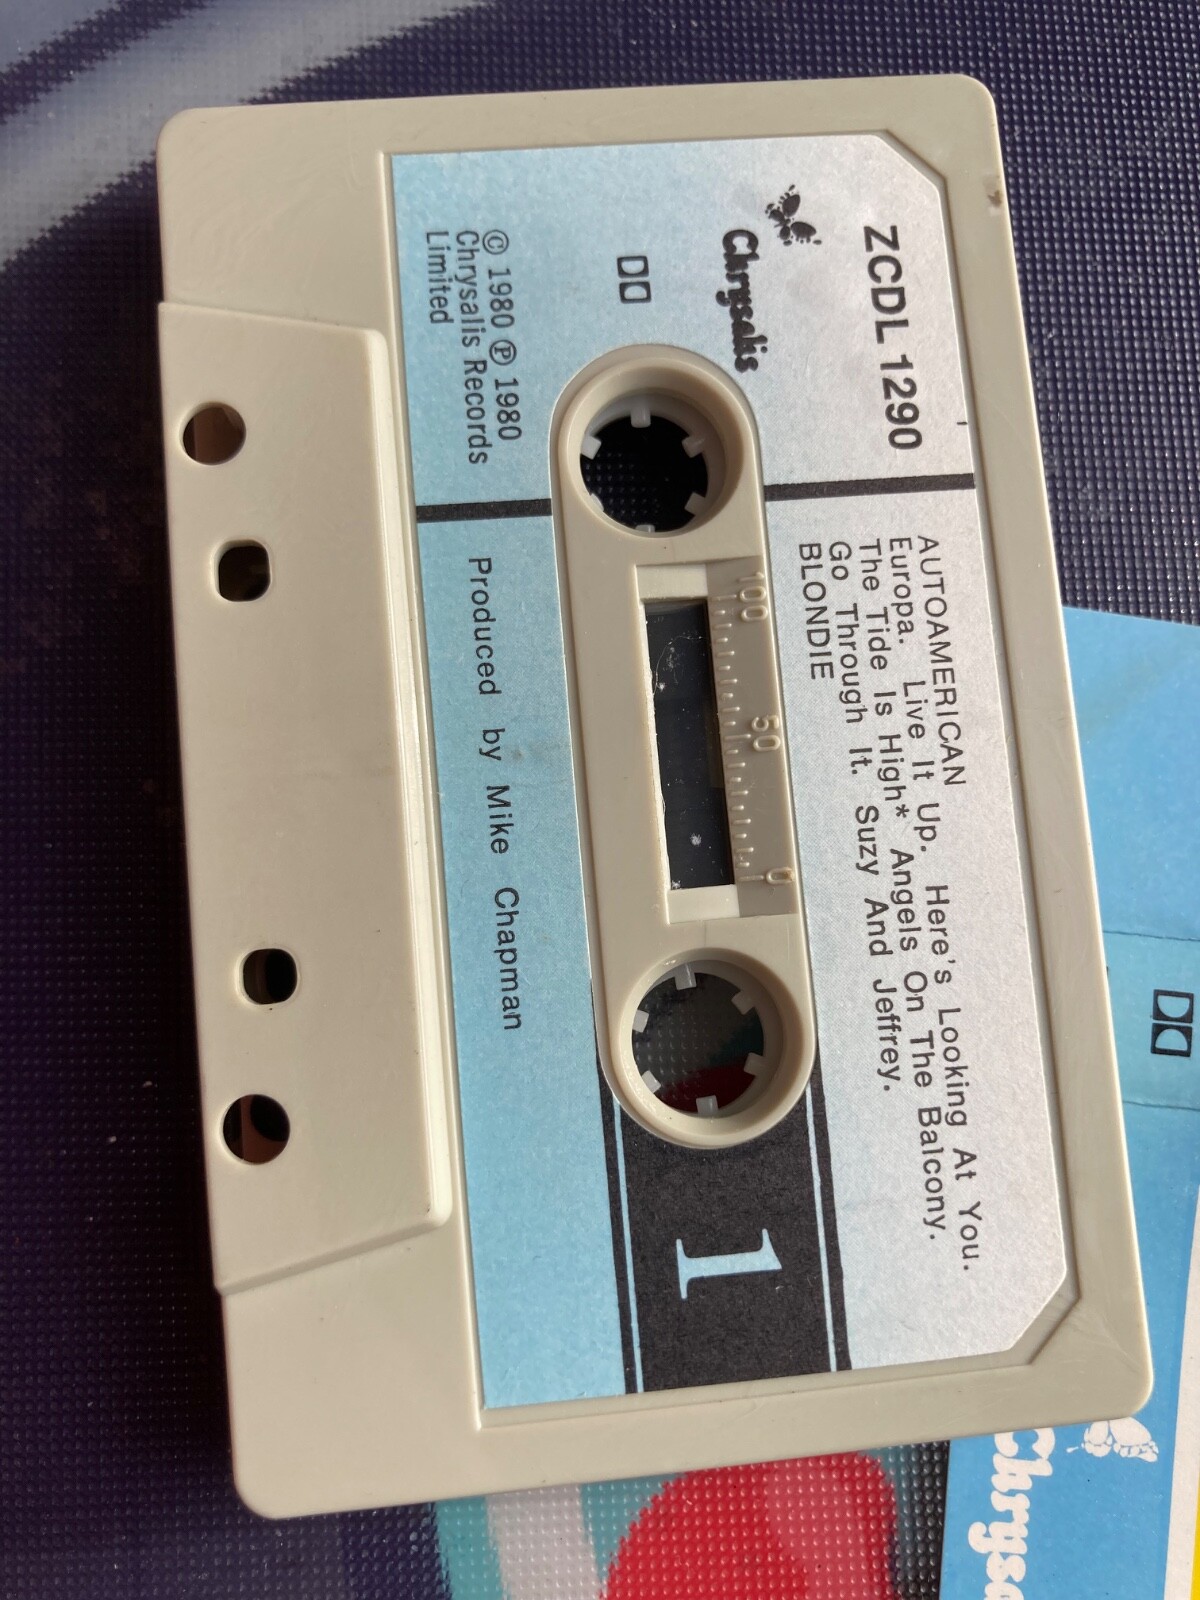 ZCDL 1290
Chrysalis
© 1980 ℗ 1980
Chrysalis Records
Limited
AUTOAMERICAN
Europa. Live It Up. Here's Looking At You.
The Tide Is High* Angels On The Balcony.
Go Through It. Suzy And Jeffrey.
BLONDIE
100 50 0
Produced by Mike Chapman
1